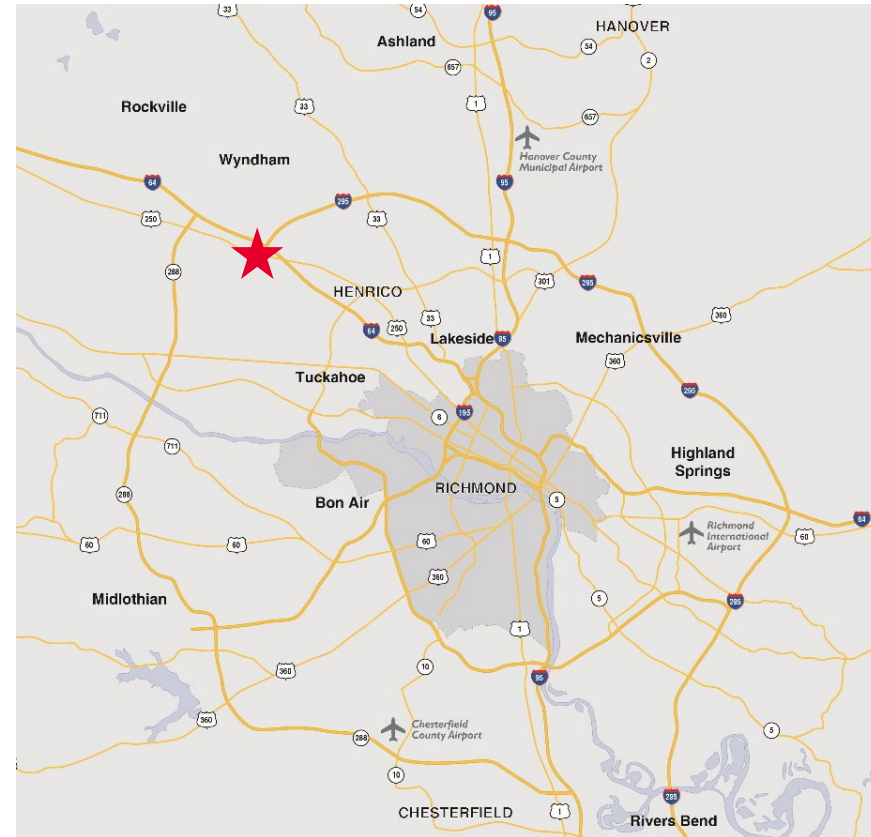 33
54
95
HANOVER
Ashland
54
657
2
Rockville
33
1
657
Wyndham
Hanover County
Municipal Airport
64
95
295
250
33
1
288
301
295
HENRICO
33
360
64
250
Lakeside
95
Mechanicsville
360
Tuckahoe
295
711
6
195
711
Highland
Springs
288
RICHMOND
Bon Air
5
64
Richmond
International
Airport
60
60
60
60
360
Midlothian
5
295
1
10
360
95
360
Chesterfield
County Airport
5
288
10
295
CHESTERFIELD
1
Rivers Bend